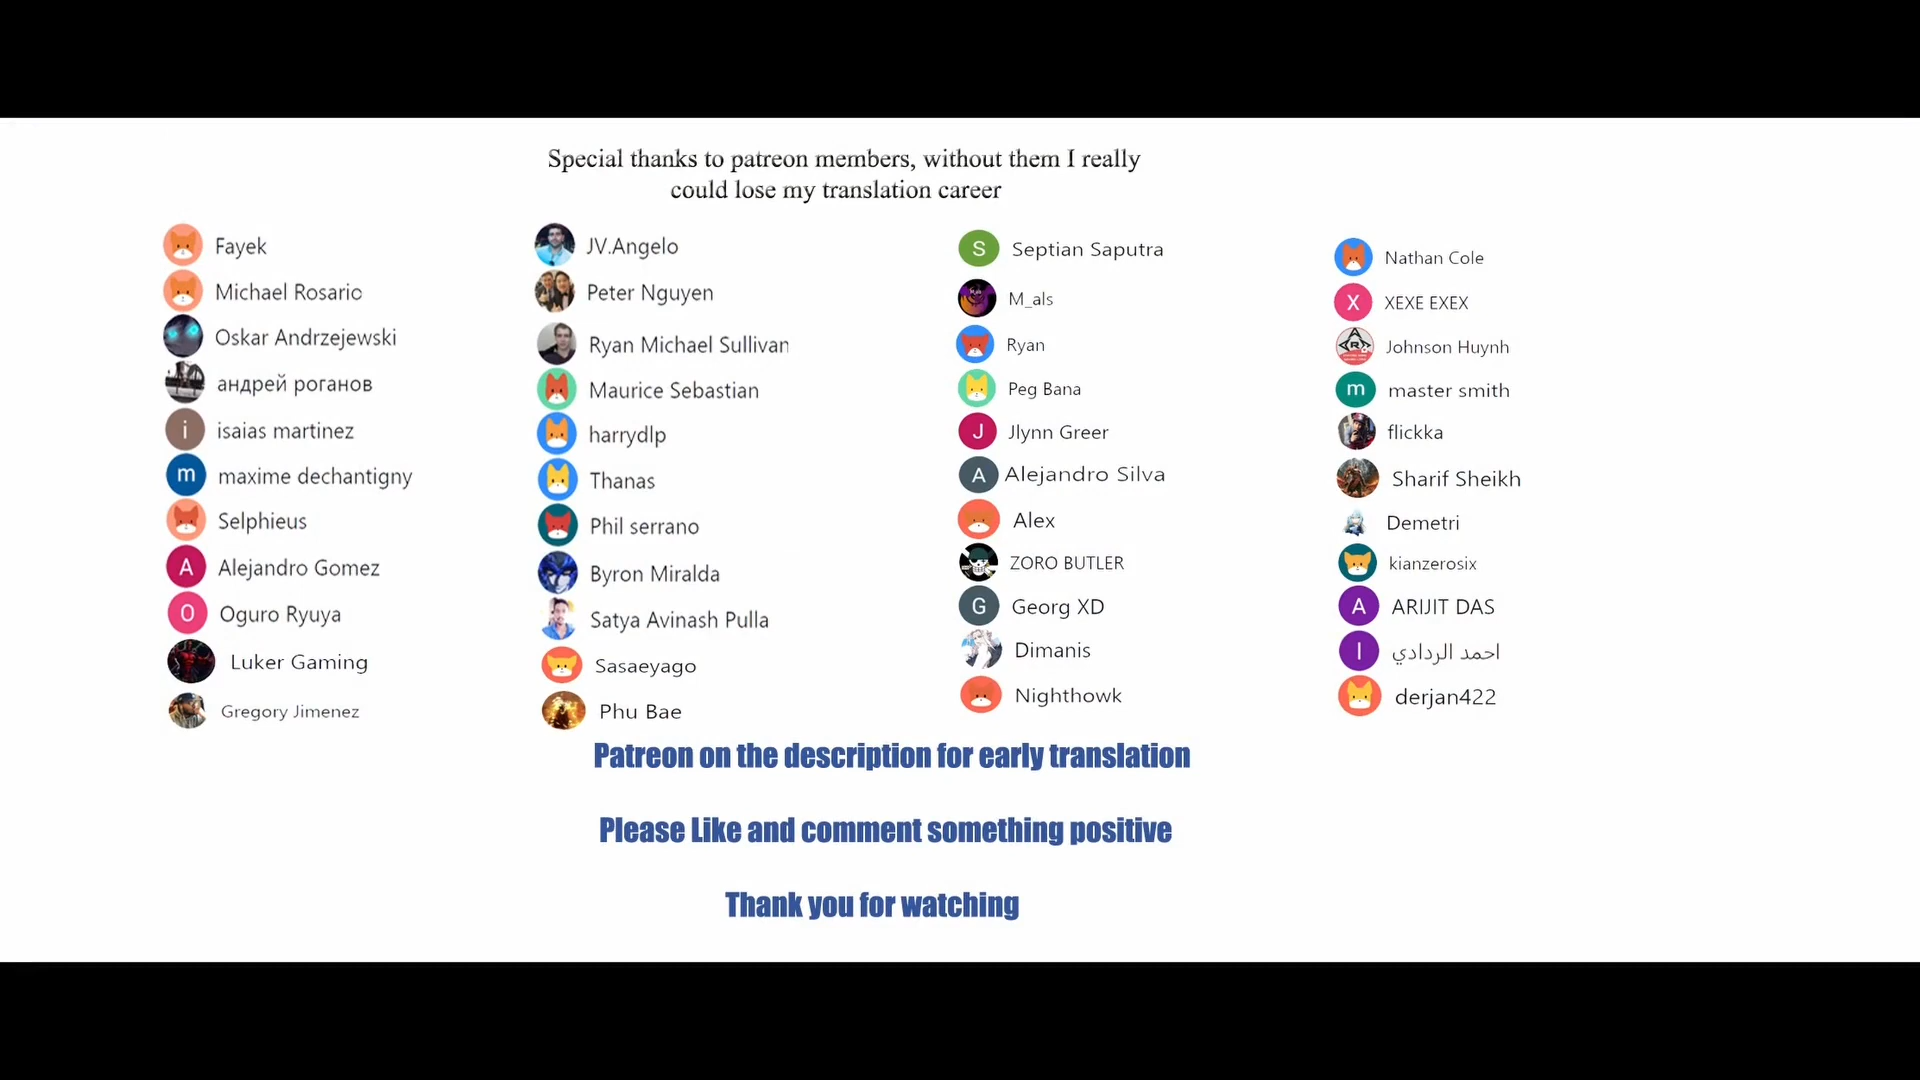 Special thanks to patreon members, without them I really
could lose my translation career
Fayek
Michael Rosario
Oskar Andrzejewski
андрей роганов
i
isaias martinez
m
maxime dechantigny
Selphieus
A
Alejandro Gomez
O
Oguro Ryuya
Luker Gaming
Gregory Jimenez
JV.Angelo
Peter Nguyen
Ryan Michael Sullivan
Maurice Sebastian
harrydlp
Thanas
Phil serrano
Byron Miralda
Satya Avinash Pulla
Sasaeyago
Phu Bae
S
Septian Saputra
M_als
Ryan
Peg Bana
J
Jlynn Greer
A
Alejandro Silva
Alex
ZORO BUTLER
G
Georg XD
Dimanis
Nighthowk
Nathan Cole
X
XEXE EXEX
Johnson Huynh
m
master smith
flickka
Sharif Sheikh
Demetri
kianzerosix
A
ARIJIT DAS
I
احمد الردادي
derjan422
Patreon on the description for early translation
Please Like and comment something positive
Thank you for watching